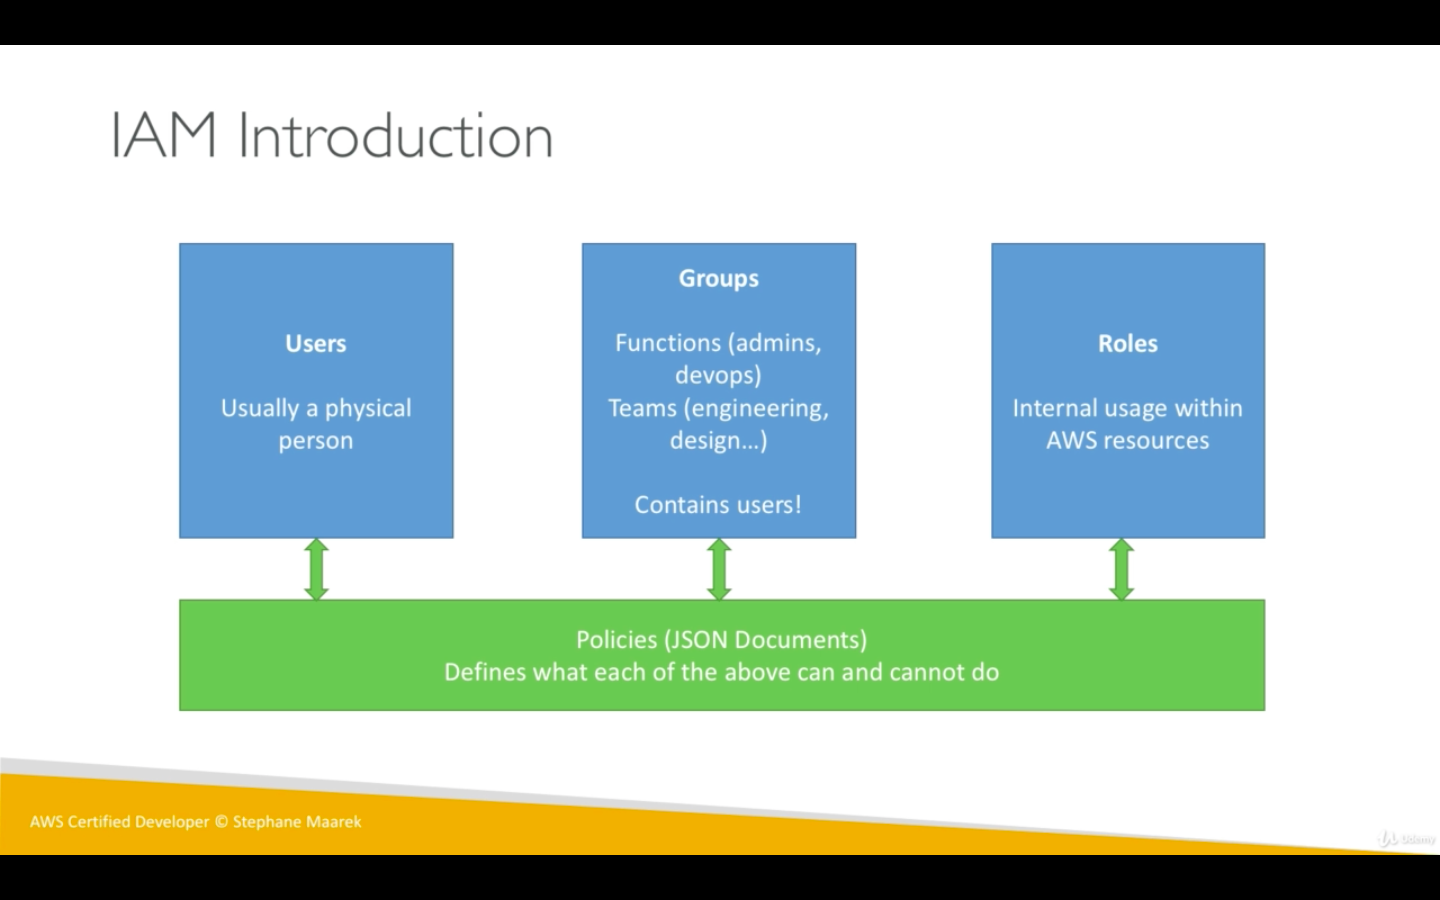 IAM Introduction
Users
Usually a physical
person
Groups
Functions (admins,
devops)
Teams (engineering,
design...)
Contains users!
Roles
Internal usage within
AWS resources
Policies (JSON Documents)
Defines what each of the above can and cannot do
AWS Certified Developer © Stephane Maarek
Udemy